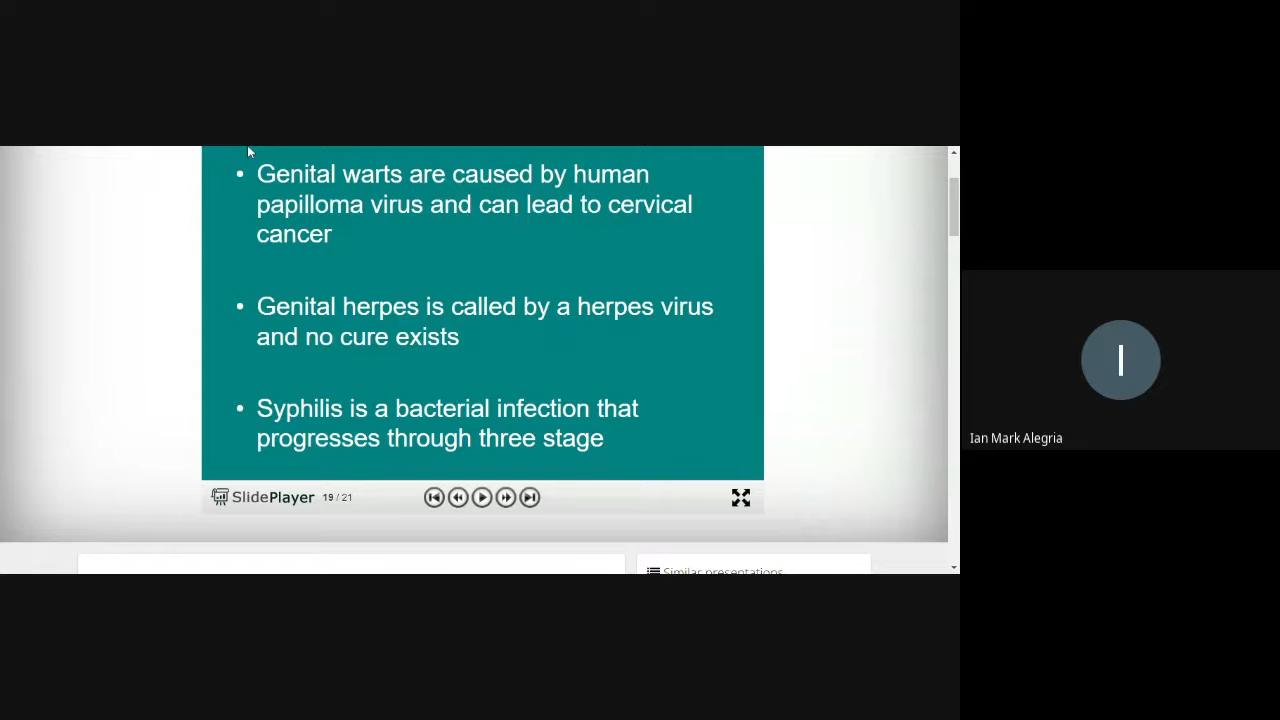 • Genital warts are caused by human
papilloma virus and can lead to cervical
cancer
• Genital herpes is called by a herpes virus
and no cure exists
• Syphilis is a bacterial infection that
progresses through three stage
SlidePlayer 19 / 21
Similar presentations
I
Ian Mark Alegria